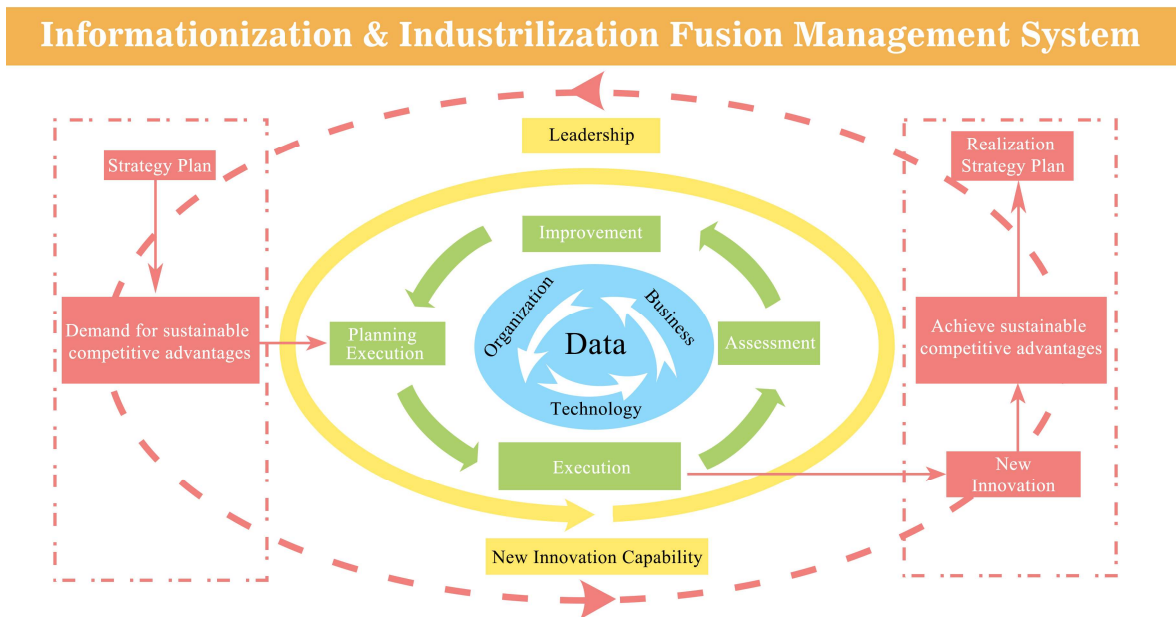 Informationization & Industrilization Fusion Management System
Leadership
Strategy Plan
Realization
Strategy Plan
Improvement
Organization
Business
Demand for sustainable
competitive advantages
Planning
Execution
Data
Assessment
Achieve sustainable
competitive advantages
Technology
Execution
New
Innovation
New Innovation Capability